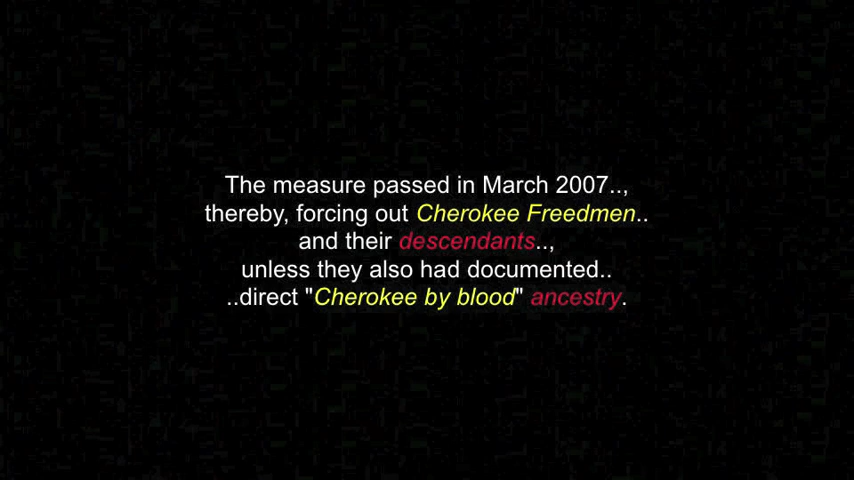 The measure passed in March 2007..,
thereby, forcing out Cherokee Freedmen..
and their descendants..,
unless they also had documented..
..direct "Cherokee by blood" ancestry.